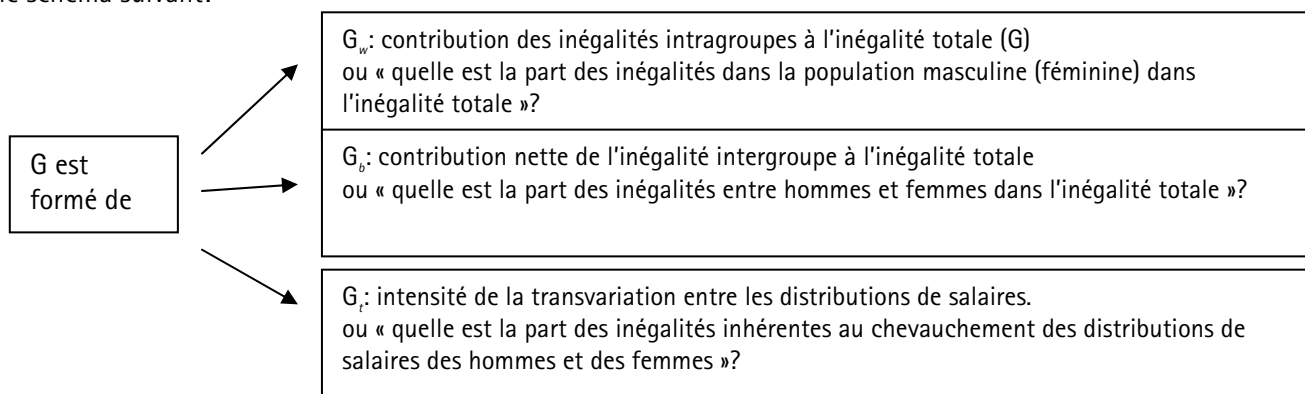 G est
formé de
G_w: contribution des inégalités intragroupes à l'inégalité totale (G)
ou « quelle est la part des inégalités dans la population masculine (féminine) dans
l'inégalité totale »?
G_b: contribution nette de l'inégalité intergroupe à l'inégalité totale
ou « quelle est la part des inégalités entre hommes et femmes dans l'inégalité totale »?
G_t: intensité de la transvariation entre les distributions de salaires.
ou « quelle est la part des inégalités inhérentes au chevauchement des distributions de
salaires des hommes et des femmes »?